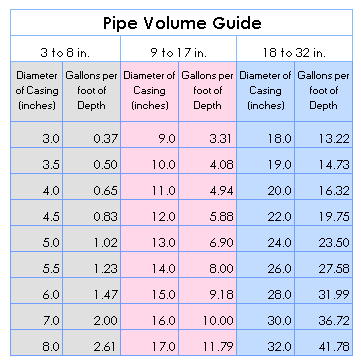 Pipe Volume Guide
3 to 8 in. 9 to 17 in. 18 to 32 in.
Diameter Gallons per Diameter of Gallons per Diameter of Gallons per
of Casing foot of Casing foot of Casing foot of
(inches) Depth (inches) Depth (inches) Depth
3.0 0.37 9.0 3.31 18.0 13.22
3.5 0.50 10.0 4.08 19.0 14.73
4.0 0.65 11.0 4.94 20.0 16.32
4.5 0.83 12.0 5.88 22.0 19.75
5.0 1.02 13.0 6.90 24.0 23.50
5.5 1.23 14.0 8.00 26.0 27.58
6.0 1.47 15.0 9.18 28.0 31.99
7.0 2.00 16.0 10.00 30.0 36.72
8.0 2.61 17.0 11.79 32.0 41.78